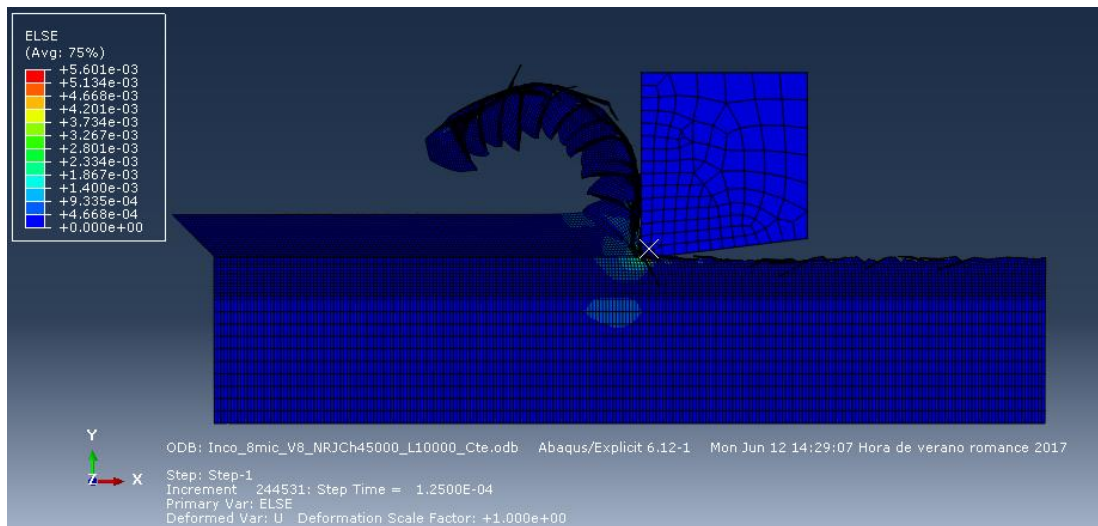 ELSE
(Avg: 75%)
+5.601e-03
+5.134e-03
+4.668e-03
+4.201e-03
+3.734e-03
+3.267e-03
+2.801e-03
+2.334e-03
+1.867e-03
+1.400e-03
+9.335e-04
+4.668e-04
+0.000e+00
Y
Z X
ODB: Inco_8mic_V8_NRJCh45000_L10000_Cte.odb Abaqus/Explicit 6.12-1 Mon Jun 12 14:29:07 Hora de verano romance 2017
Step: Step-1
Increment 244531: Step Time = 1.2500E-04
Primary Var: ELSE
Deformed Var: U Deformation Scale Factor: +1.000e+00